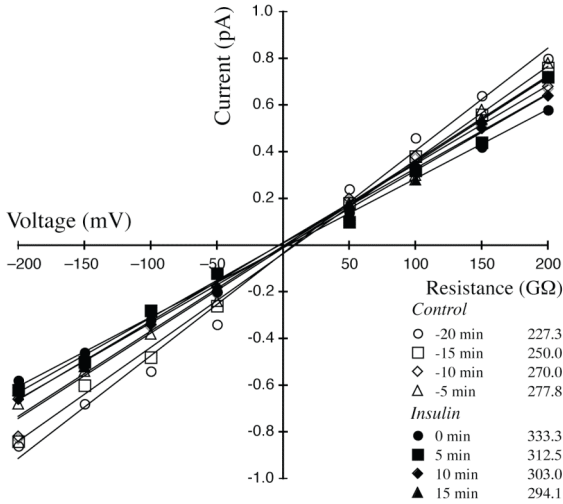 Current (pA)
1.0
0.8
0.6
0.4
0.2
Voltage (mV)
−200 −150 −100 −50 50 100 150 200
-0.2
-0.4
-0.6
-0.8
-1.0
Resistance (GΩ)
Control
-20 min 227.3
-15 min 250.0
-10 min 270.0
-5 min 277.8
Insulin
0 min 333.3
5 min 312.5
10 min 303.0
15 min 294.1